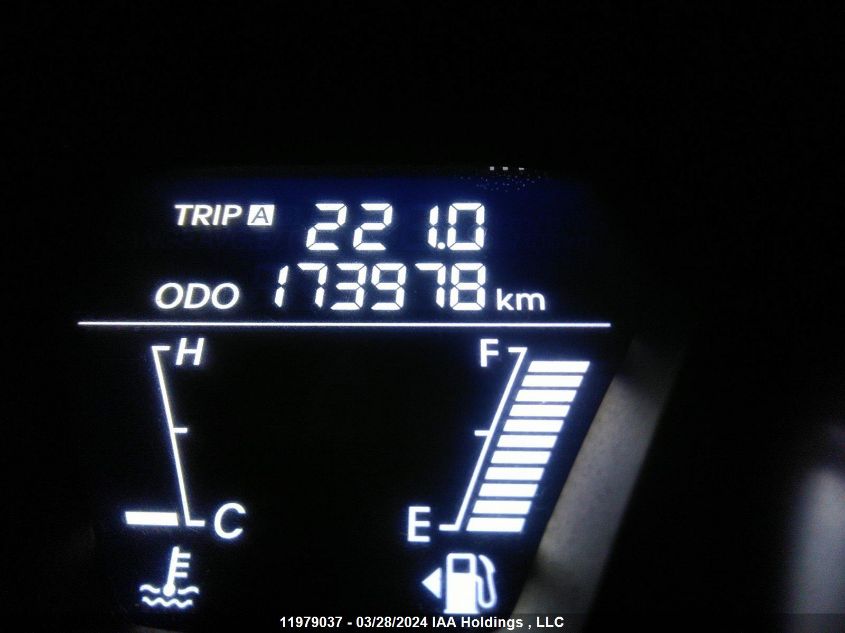 TRIP A 221.0
ODO 173978 km
H F
C E
11979037 - 03/28/2024 IAA Holdings , LLC